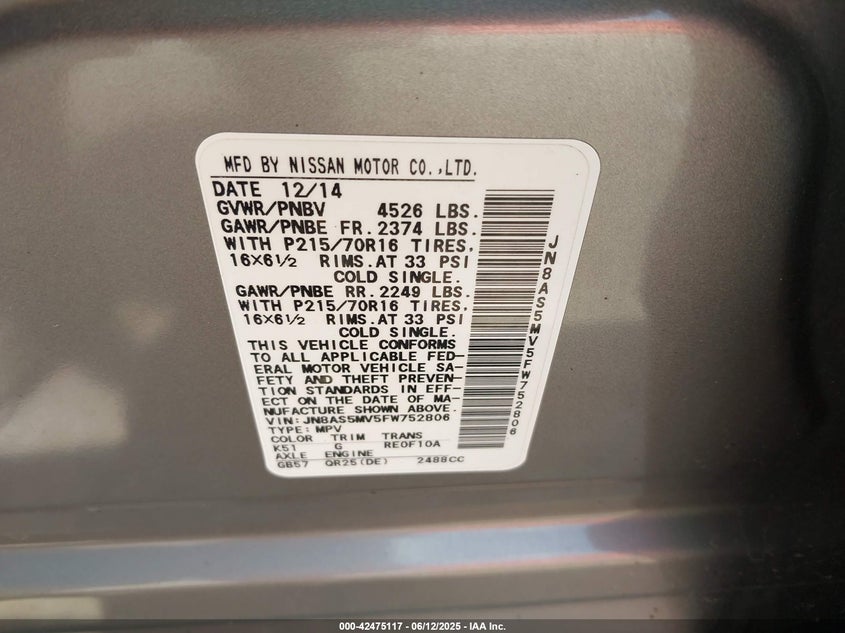 MFD BY NISSAN MOTOR CO.,LTD.
DATE 12/14
GVWR/PNBV 4526 LBS.
GAWR/PNBE FR.2374 LBS.
WITH P215/70R16 TIRES,
16×6½ RIMS.AT 33 PSI
COLD SINGLE.
GAWR/PNBE RR.2249 LBS.
WITH P215/70R16 TIRES,
16×6½ RIMS.AT 33 PSI
COLD SINGLE.
THIS VEHICLE CONFORMS
TO ALL APPLICABLE FED-
ERAL MOTOR VEHICLE SA-
FETY AND THEFT PREVEN-
TION STANDARDS IN EFF-
ECT ON THE DATE OF MA-
NUFACTURE SHOWN ABOVE.
VIN:JN8AS5MV5FW752806
TYPE:MPV
COLOR TRIM TRANS
K51 G RE0F10A
AXLE ENGINE
GB57 QR25(DE) 2488CC
JN8AS5MV5FW752806
000-42475117 - 06/12/2025 - IAA Inc.